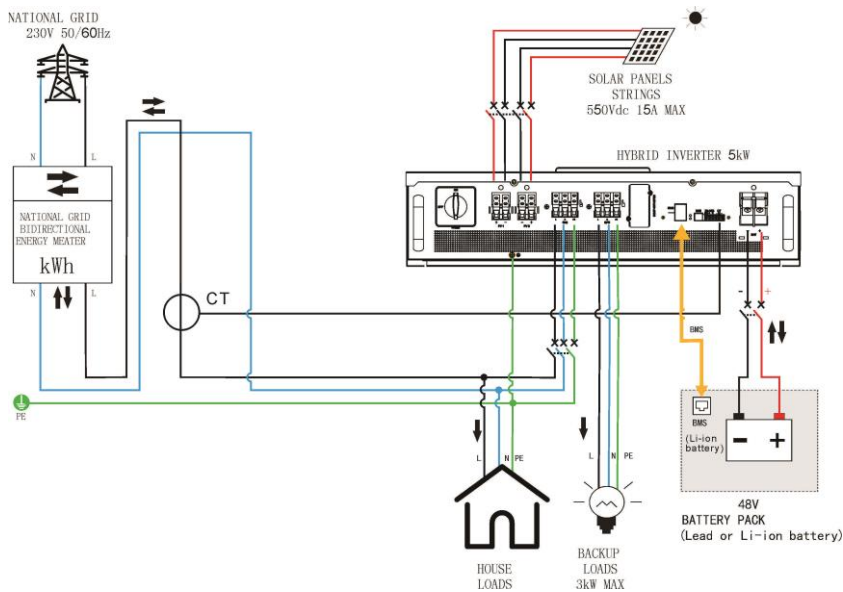 NATIONAL GRID
230V 50/60Hz
SOLAR PANELS
STRINGS
550Vdc 15A MAX
HYBRID INVERTER 5kW
N
L
NATIONAL GRID
BIDIRECTIONAL
ENERGY MEATER
kWh
N
L
CT
PE
-
+
BMS
BMS
(Li-ion
battery)
- +
L
N
PE
L
N
PE
48V
BATTERY PACK
(Lead or Li-ion battery)
HOUSE
LOADS
BACKUP
LOADS
3kW MAX